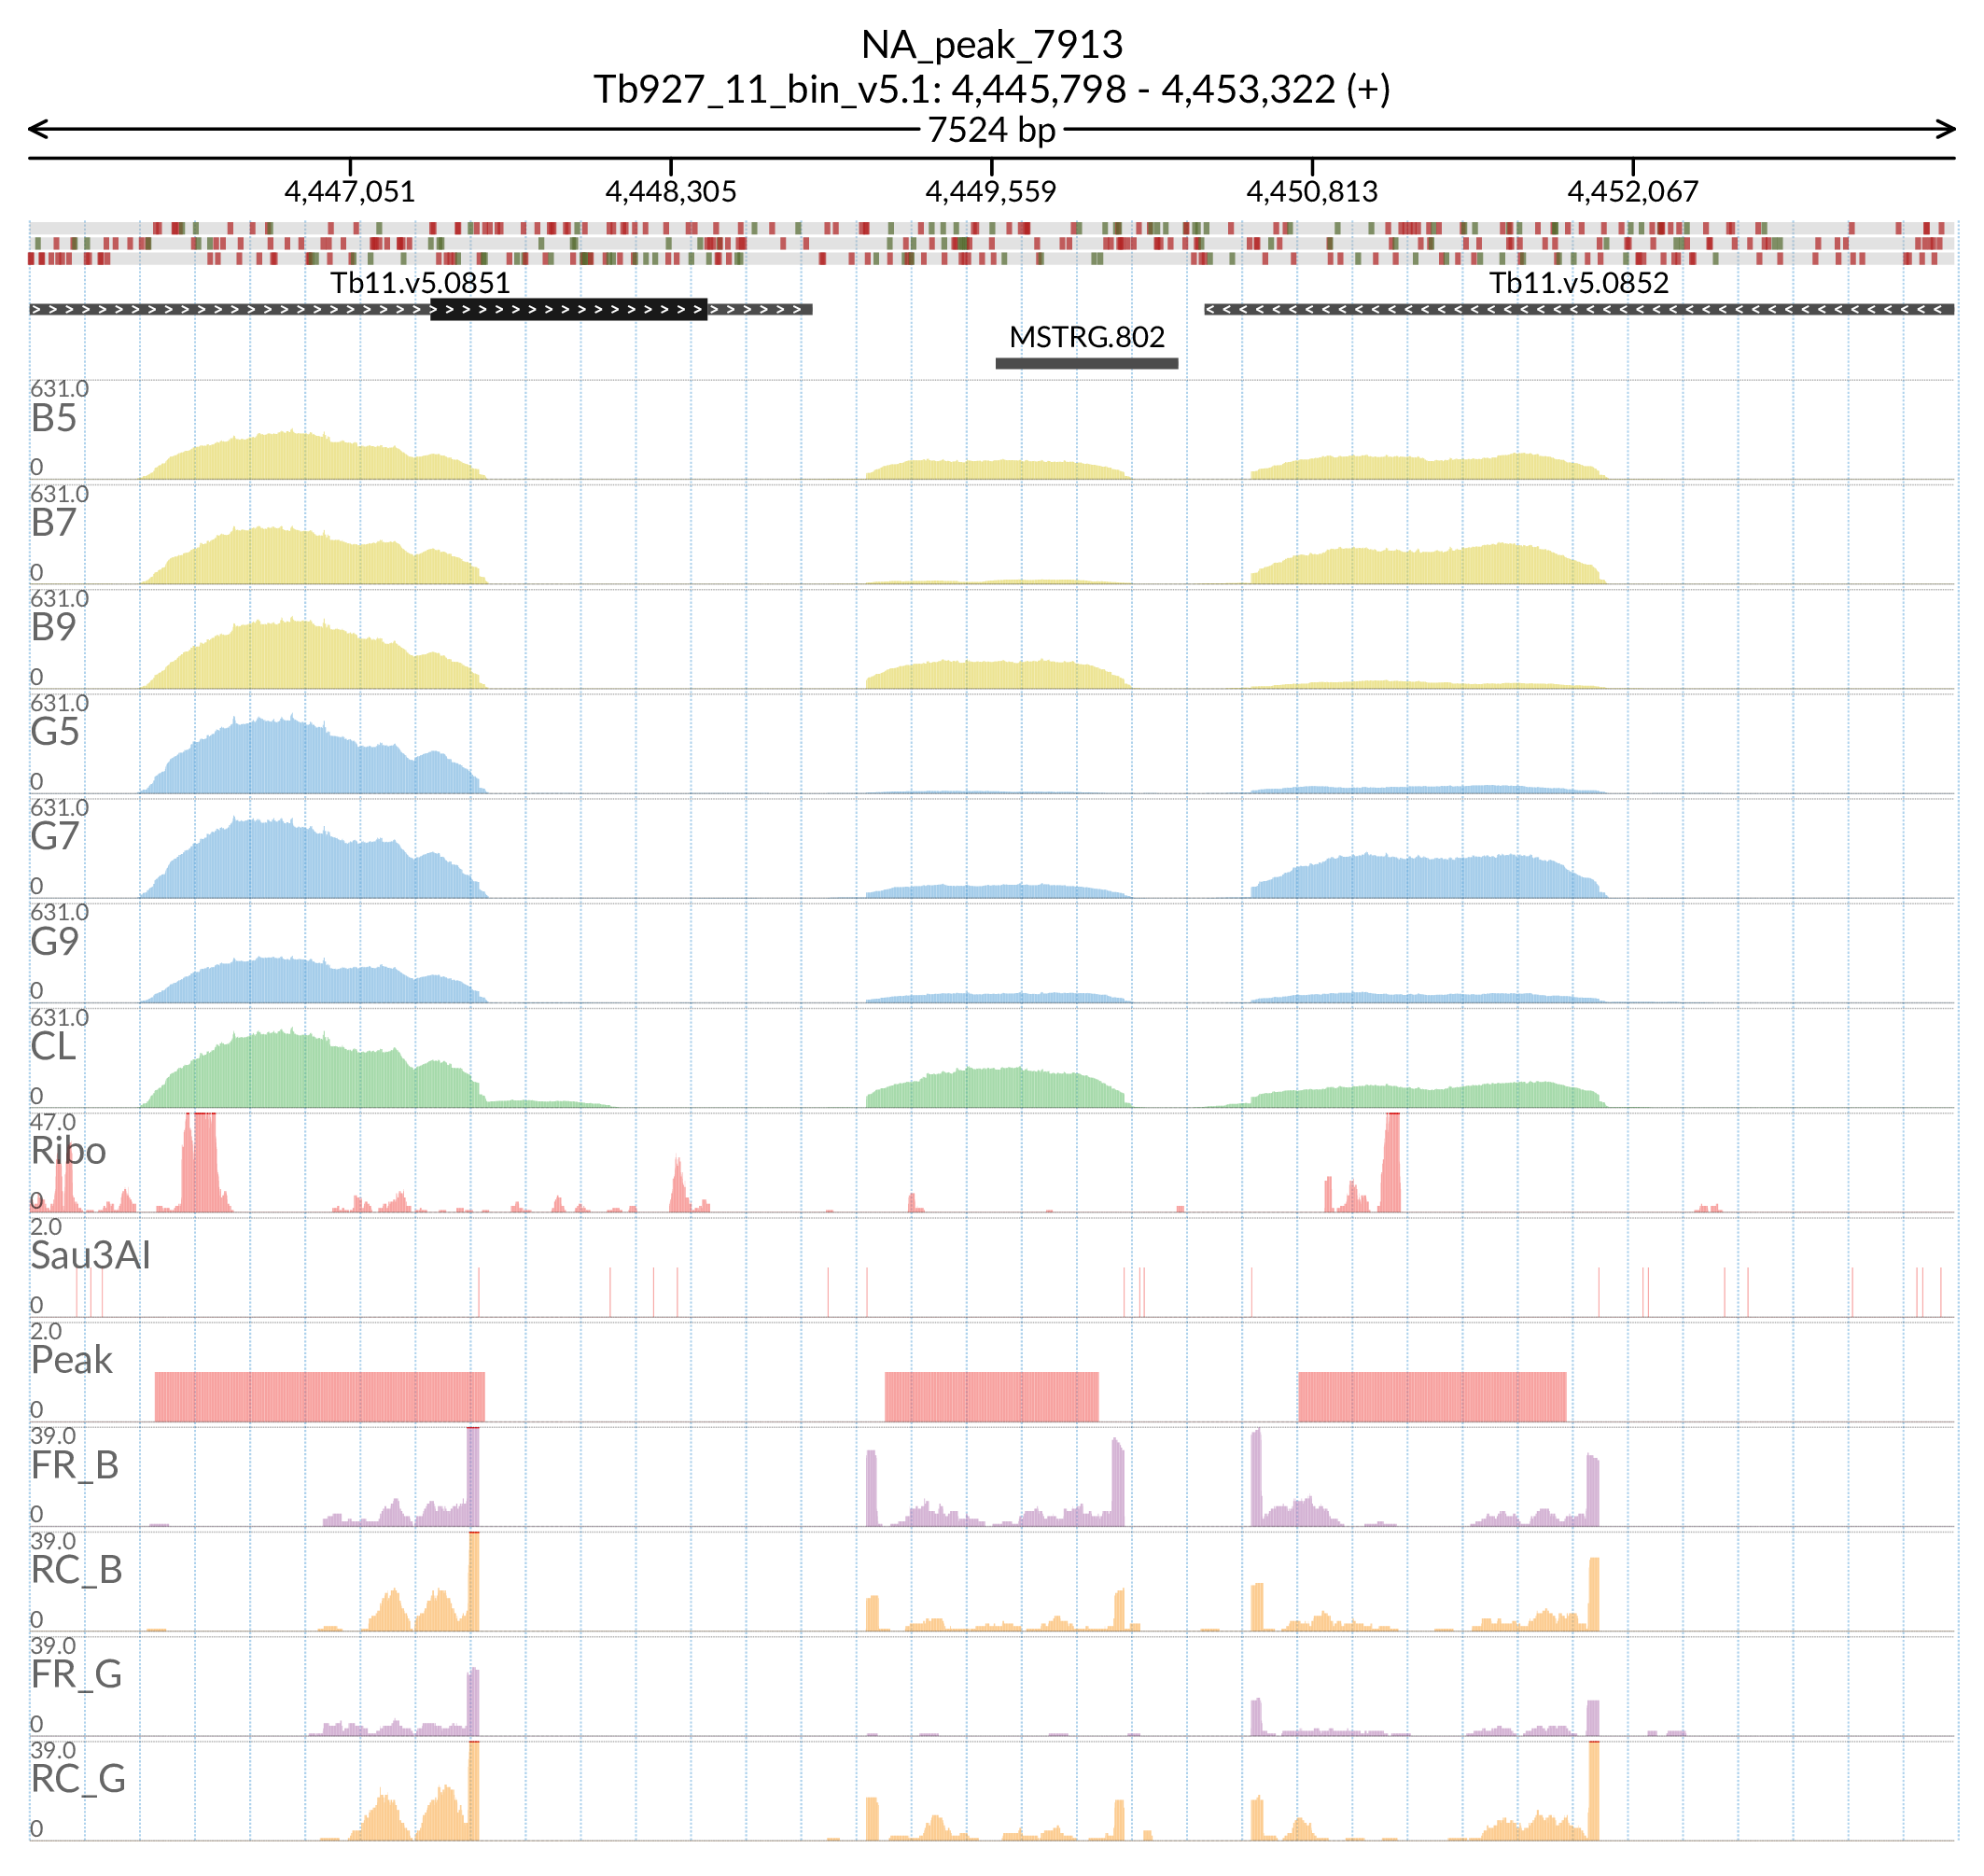 NA_peak_7913
Tb927_11_bin_v5.1: 4,445,798 - 4,453,322 (+)
7524 bp
4,447,051 4,448,305 4,449,559 4,450,813 4,452,067
Tb11.v5.0851 Tb11.v5.0852
MSTRG.802
631.0
B5
0
631.0
B7
0
631.0
B9
0
631.0
G5
0
631.0
G7
0
631.0
G9
0
631.0
CL
0
47.0
Ribo
0
2.0
Sau3AI
0
2.0
Peak
0
39.0
FR_B
0
39.0
RC_B
0
39.0
FR_G
0
39.0
RC_G
0